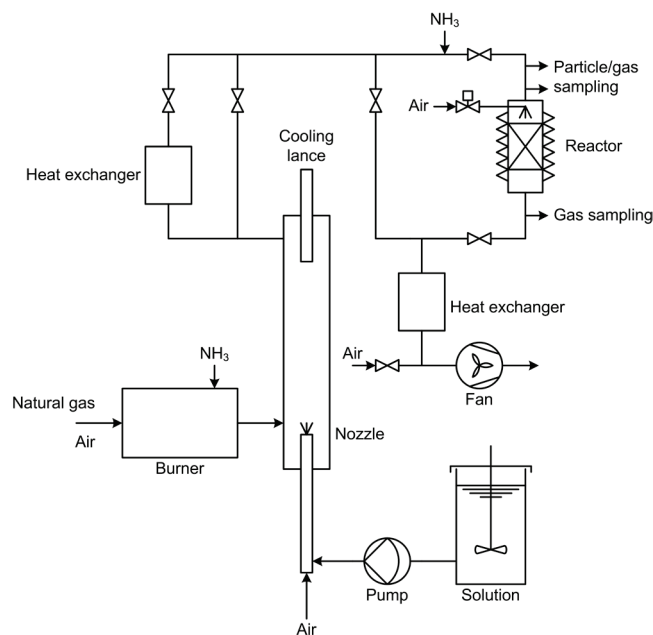 NH3
Particle/gas
sampling
Air
Reactor
Cooling
lance
Heat exchanger
Gas sampling
Heat exchanger
Air
Fan
NH3
Natural gas
Air
Burner
Nozzle
Pump
Solution
Air